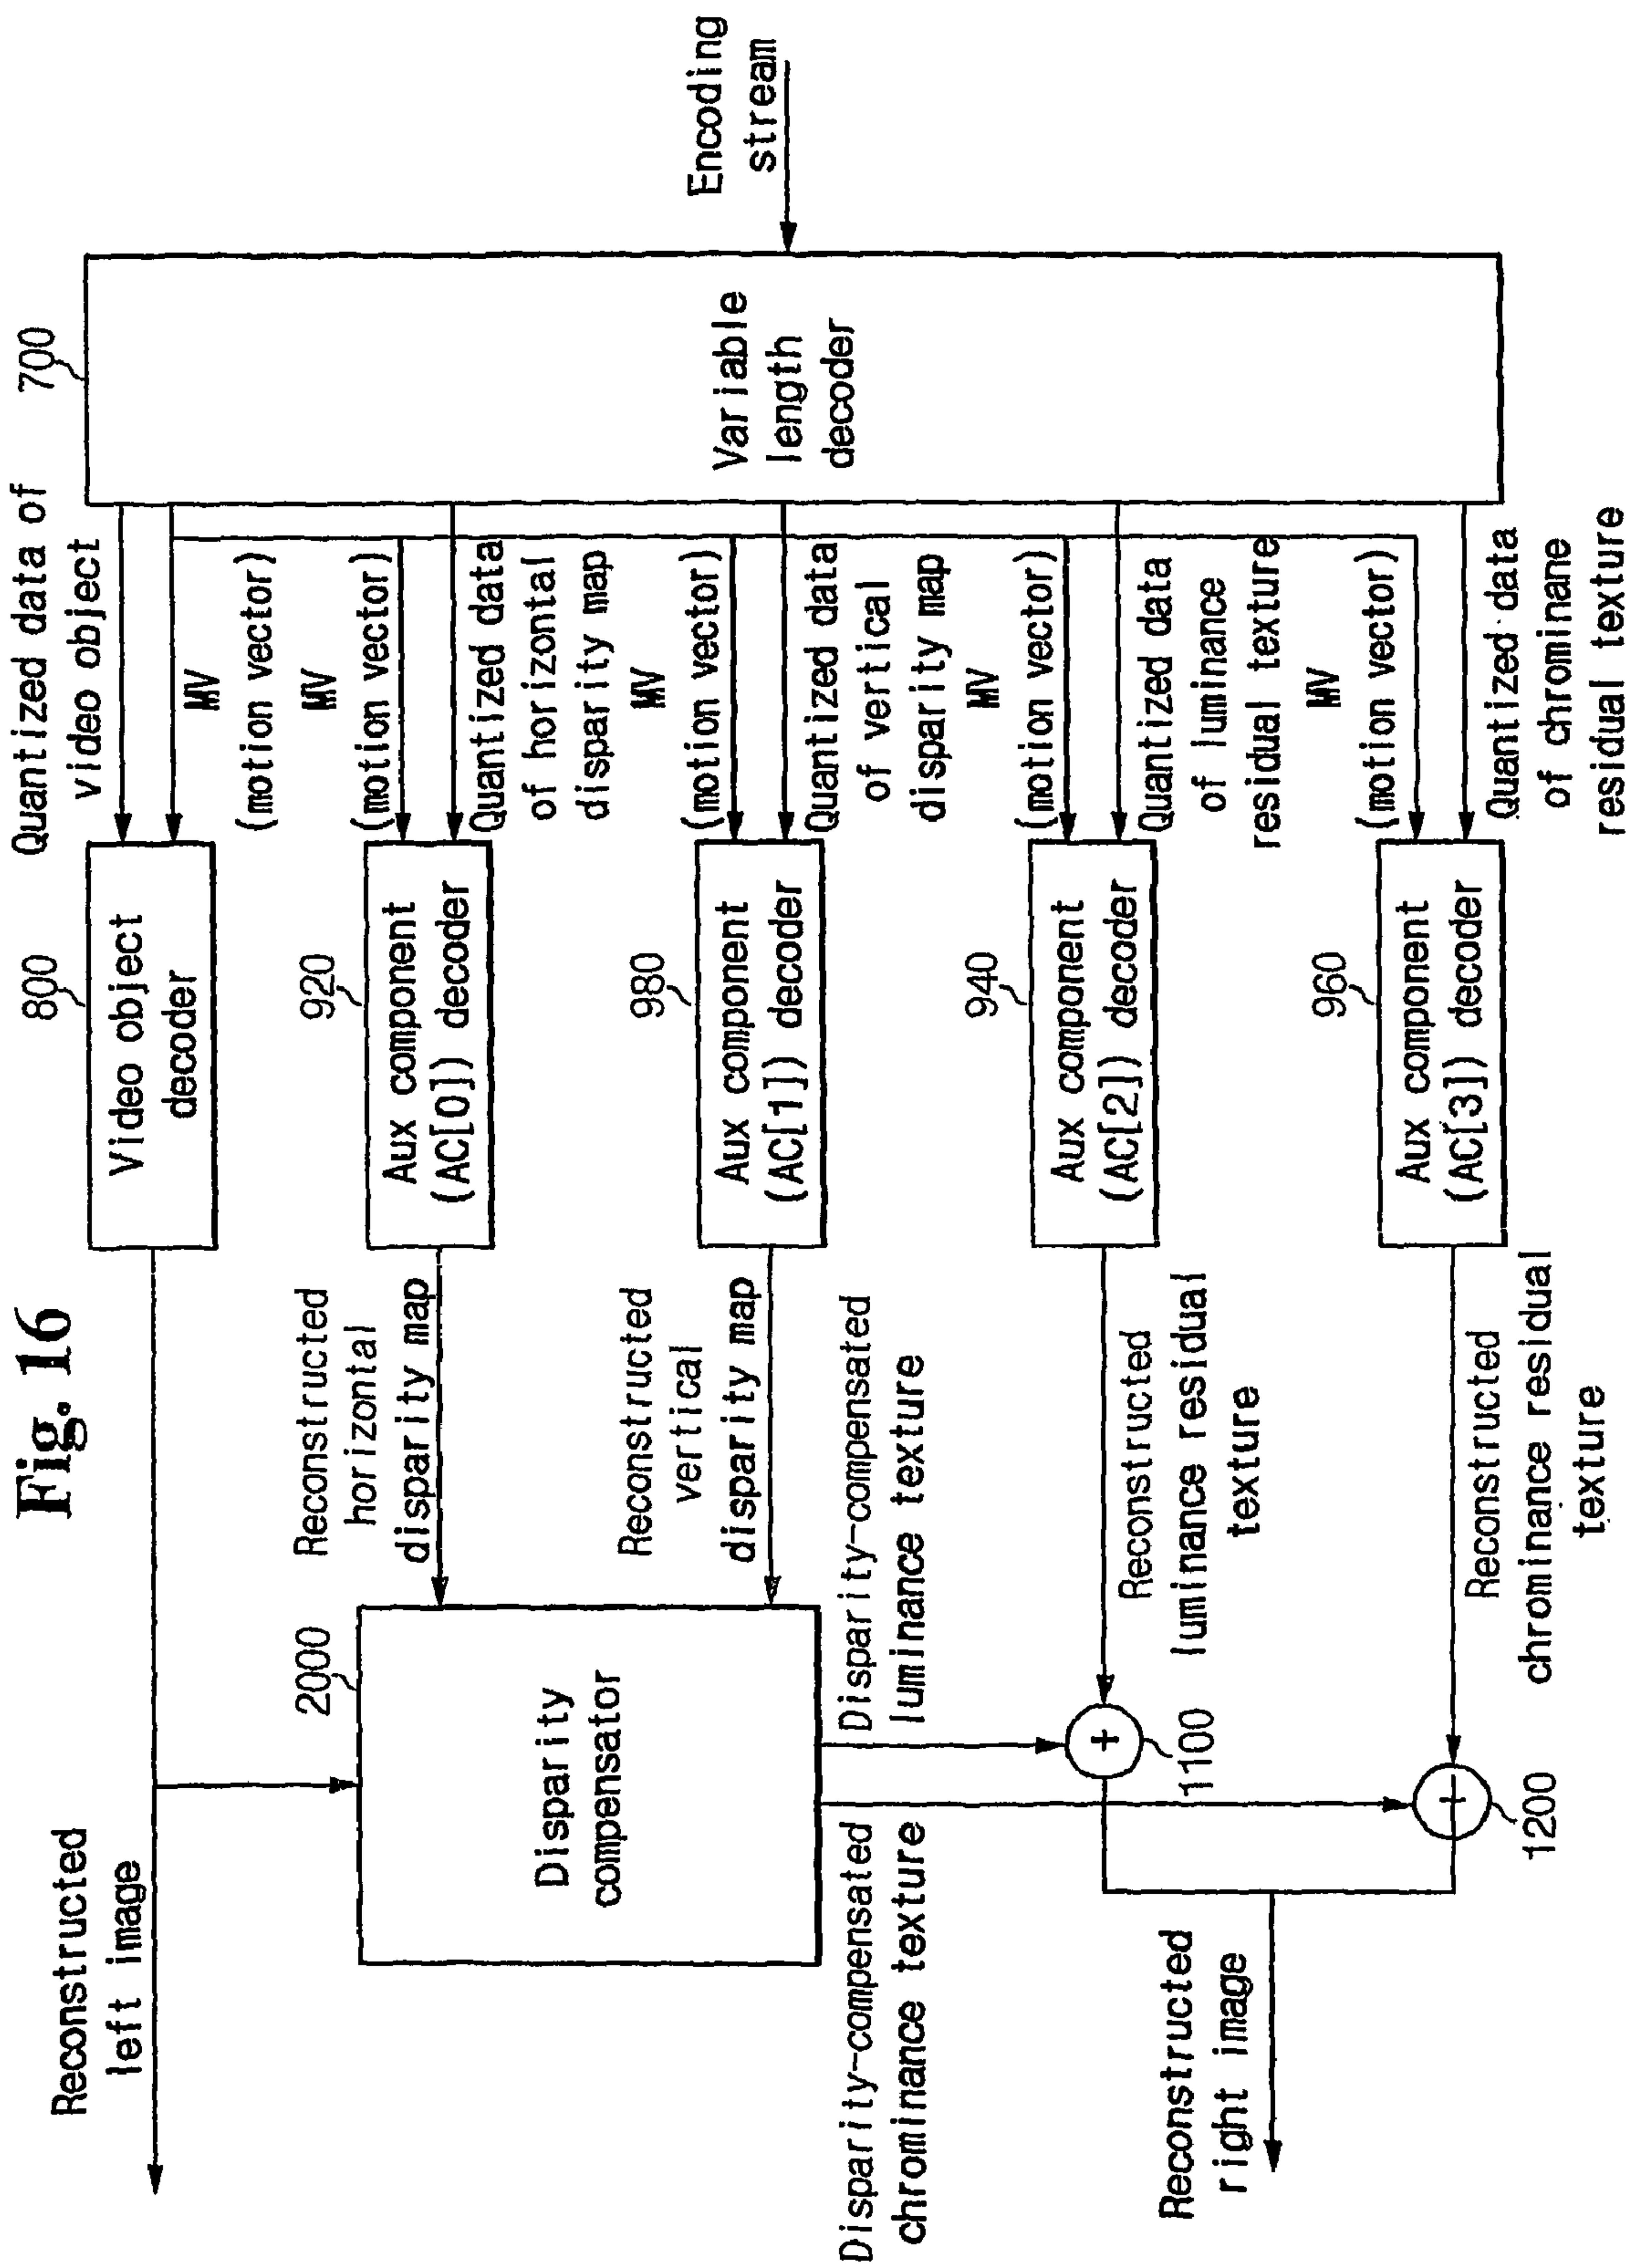 Fig. 16
Encoding
stream
700
Variable
length
decoder
Quantized data of
video object
MV
(motion vector)
MV
(motion vector)
Quantized data
of horizontal
disparity map
MV
(motion vector)
Quantized data
of vertical
disparity map
MV
(motion vector)
Quantized data
of luminance
residual texture
MV
(motion vector)
Quantized data
of chrominane
residual texture
800
Video object
decoder
920
Aux component
(AC[0]) decoder
980
Aux component
(AC[1]) decoder
940
Aux component
(AC[2]) decoder
960
Aux component
(AC[3]) decoder
Reconstructed
horizontal
disparity map
Reconstructed
vertical
disparity map
Disparity-compensated
luminance texture
Reconstructed
luminance residual
texture
Reconstructed
chrominance residual
texture
2000
Disparity
compensator
+
1100
+
1200
Reconstructed
left image
Disparity-compensated
chrominance texture
Reconstructed
right image